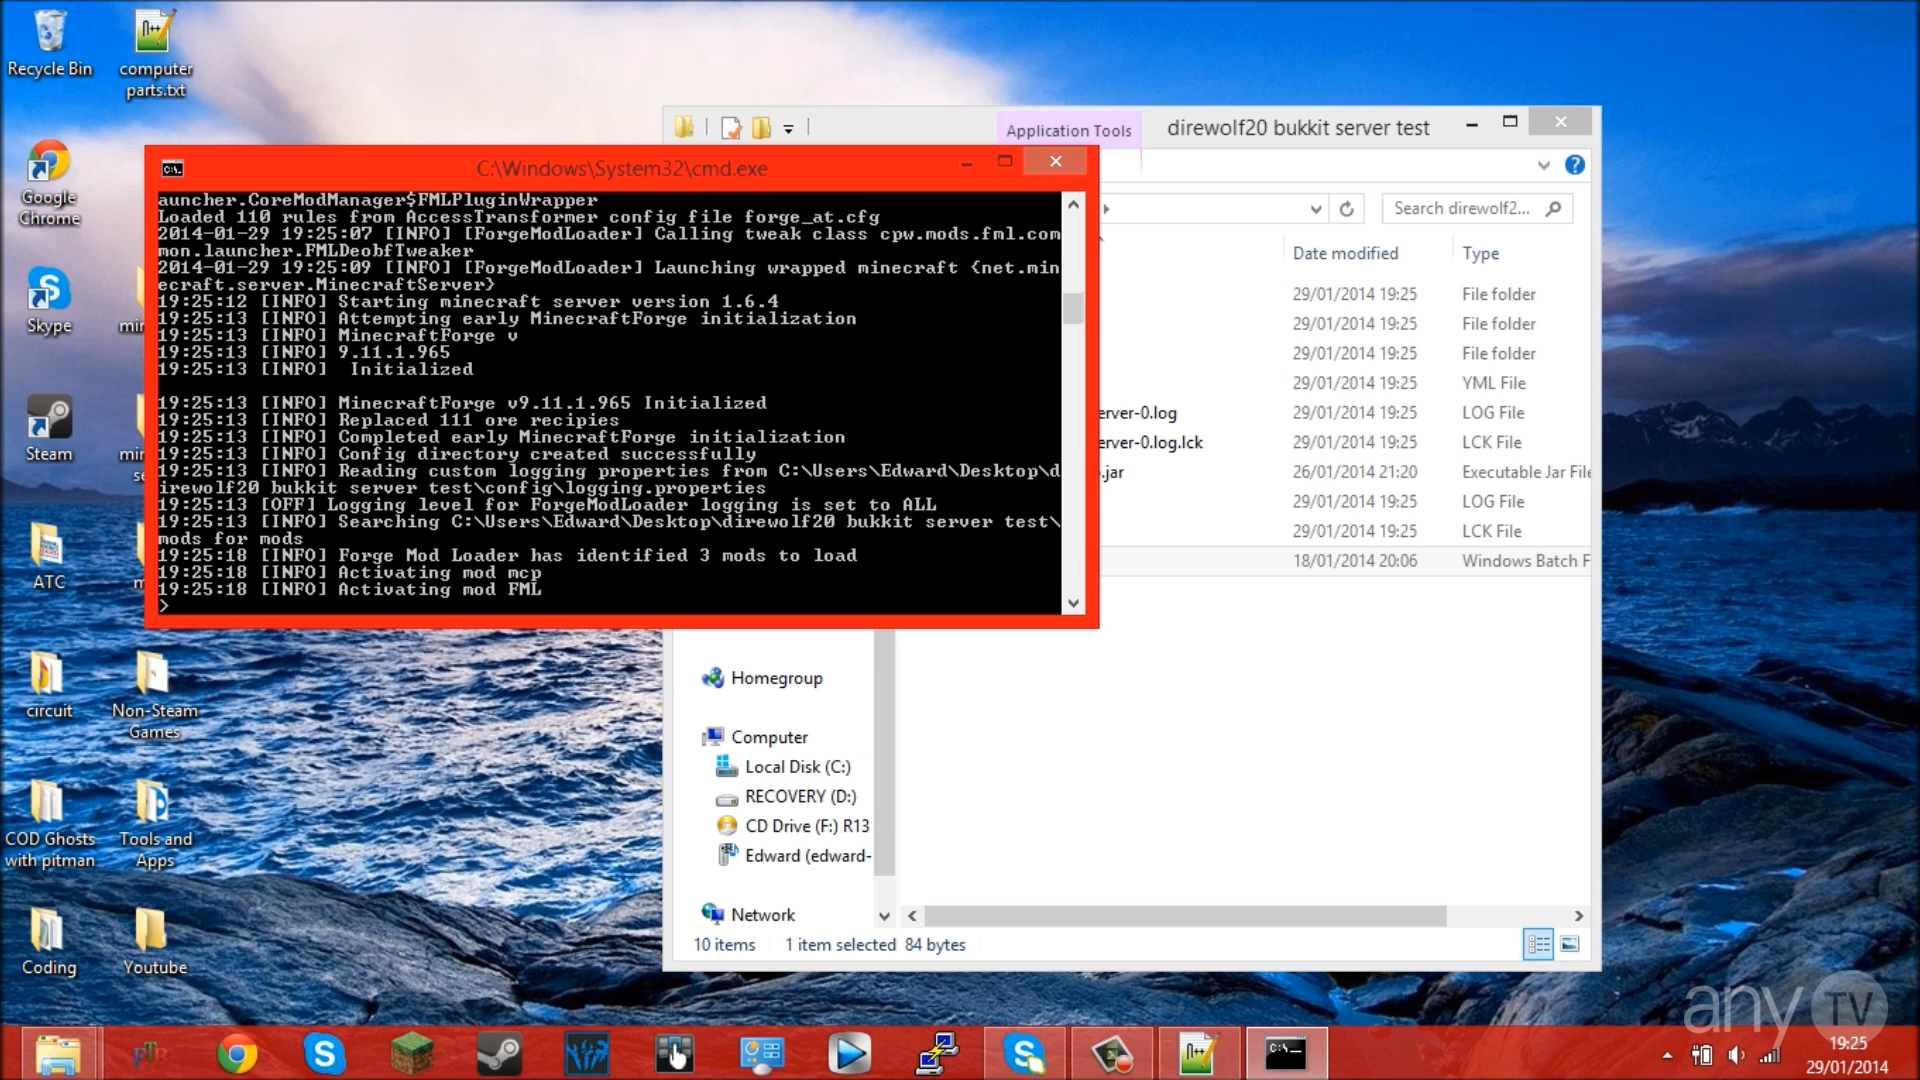 Recycle Bin
computer
parts.txt
Google
Chrome
Skype
min
Steam
min
se
ATC
m
circuit
Non-Steam
Games
COD Ghosts
with pitman
Tools and
Apps
Coding
Youtube
C:\Windows\System32\cmd.exe
auncher.CoreModManager$FMLPluginWrapper
Loaded 110 rules from AccessTransformer config file forge_at.cfg
2014-01-29 19:25:07 [INFO] [ForgeModLoader] Calling tweak class cpw.mods.fml.com
mon.launcher.FMLDeobfTweaker
2014-01-29 19:25:09 [INFO] [ForgeModLoader] Launching wrapped minecraft {net.min
ecraft.server.MinecraftServer}
19:25:12 [INFO] Starting minecraft server version 1.6.4
19:25:13 [INFO] Attempting early MinecraftForge initialization
19:25:13 [INFO] MinecraftForge v
19:25:13 [INFO] 9.11.1.965
19:25:13 [INFO]  Initialized
19:25:13 [INFO] MinecraftForge v9.11.1.965 Initialized
19:25:13 [INFO] Replaced 111 ore recipies
19:25:13 [INFO] Completed early MinecraftForge initialization
19:25:13 [INFO] Config directory created successfully
19:25:13 [INFO] Reading custom logging properties from C:\Users\Edward\Desktop\d
irewolf20 bukkit server test\config\logging.properties
19:25:13 [OFF] Logging level for ForgeModLoader logging is set to ALL
19:25:13 [INFO] Searching C:\Users\Edward\Desktop\direwolf20 bukkit server test\
mods for mods
19:25:18 [INFO] Forge Mod Loader has identified 3 mods to load
19:25:18 [INFO] Activating mod mcp
19:25:18 [INFO] Activating mod FML
>
Application Tools
direwolf20 bukkit server test
Search direwolf2...
Date modified Type
29/01/2014 19:25 File folder
29/01/2014 19:25 File folder
29/01/2014 19:25 File folder
29/01/2014 19:25 YML File
erver-0.log 29/01/2014 19:25 LOG File
erver-0.log.lck 29/01/2014 19:25 LCK File
.jar 26/01/2014 21:20 Executable Jar File
29/01/2014 19:25 LOG File
29/01/2014 19:25 LCK File
18/01/2014 20:06 Windows Batch F
Homegroup
Computer
Local Disk (C:)
RECOVERY (D:)
CD Drive (F:) R13
Edward (edward-
Network
10 items 1 item selected 84 bytes
any TV
FTB
19:25
29/01/2014